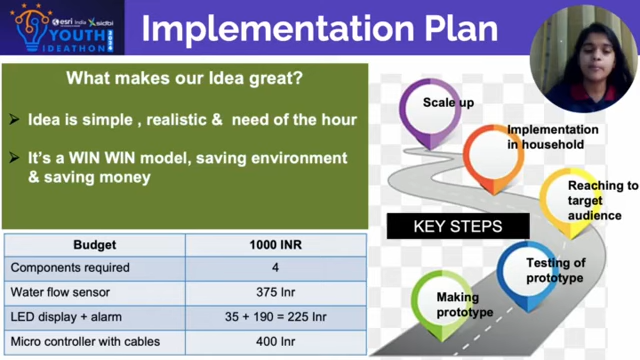 esri India sidbi
YOUTH
IDEATHON
Implementation Plan
What makes our Idea great?
Idea is simple , realistic & need of the hour
It's a WIN WIN model, saving environment
& saving money
Budget 1000 INR
Components required 4
Water flow sensor 375 Inr
LED display + alarm 35 + 190 = 225 Inr
Micro controller with cables 400 Inr
Scale up
Implementation
in household
Reaching to
target
audience
KEY STEPS
Testing of
prototype
Making
prototype